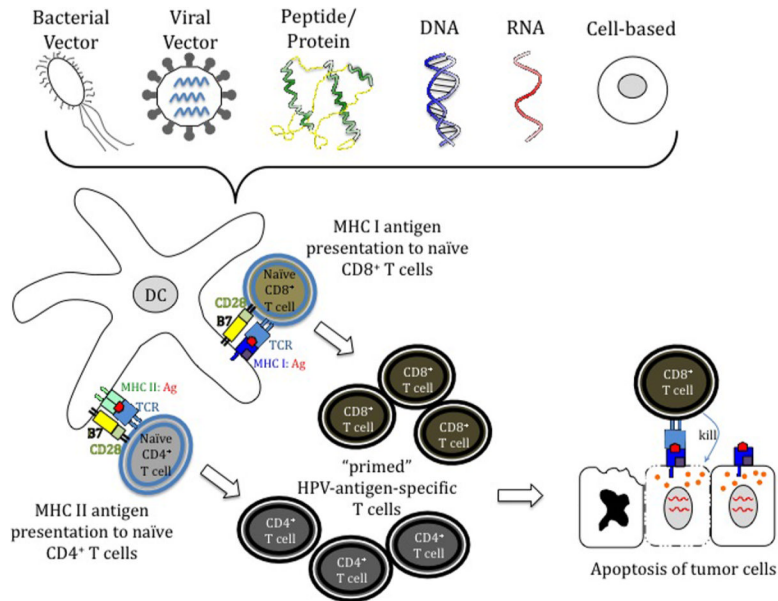 Bacterial
Vector
Viral
Vector
Peptide/
Protein
DNA
RNA
Cell-based
MHC I antigen
presentation to naïve
CD8⁺ T cells
DC
Naïve
CD8⁺
T cell
CD28
B7
TCR
MHC I: Ag
MHC II: Ag
TCR
B7
CD28
Naïve
CD4⁺
T cell
MHC II antigen
presentation to naïve
CD4⁺ T cells
CD8⁺
T cell
CD8⁺
T cell
CD8⁺
T cell
“primed”
HPV-antigen-specific
T cells
CD4⁺
T cell
CD4⁺
T cell
CD4⁺
T cell
CD8⁺
T cell
kill
Apoptosis of tumor cells